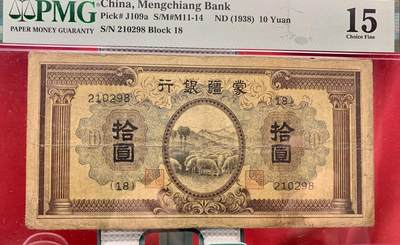 PMG
PAPER MONEY GUARANTY
China, Mengchiang Bank
Pick# J109a S/M#M11-14 ND (1938) 10 Yuan
S/N 210298 Block 18
15
Choice Fine
行銀疆蒙
210298
(18)
拾圓
拾圓
(18)
210298